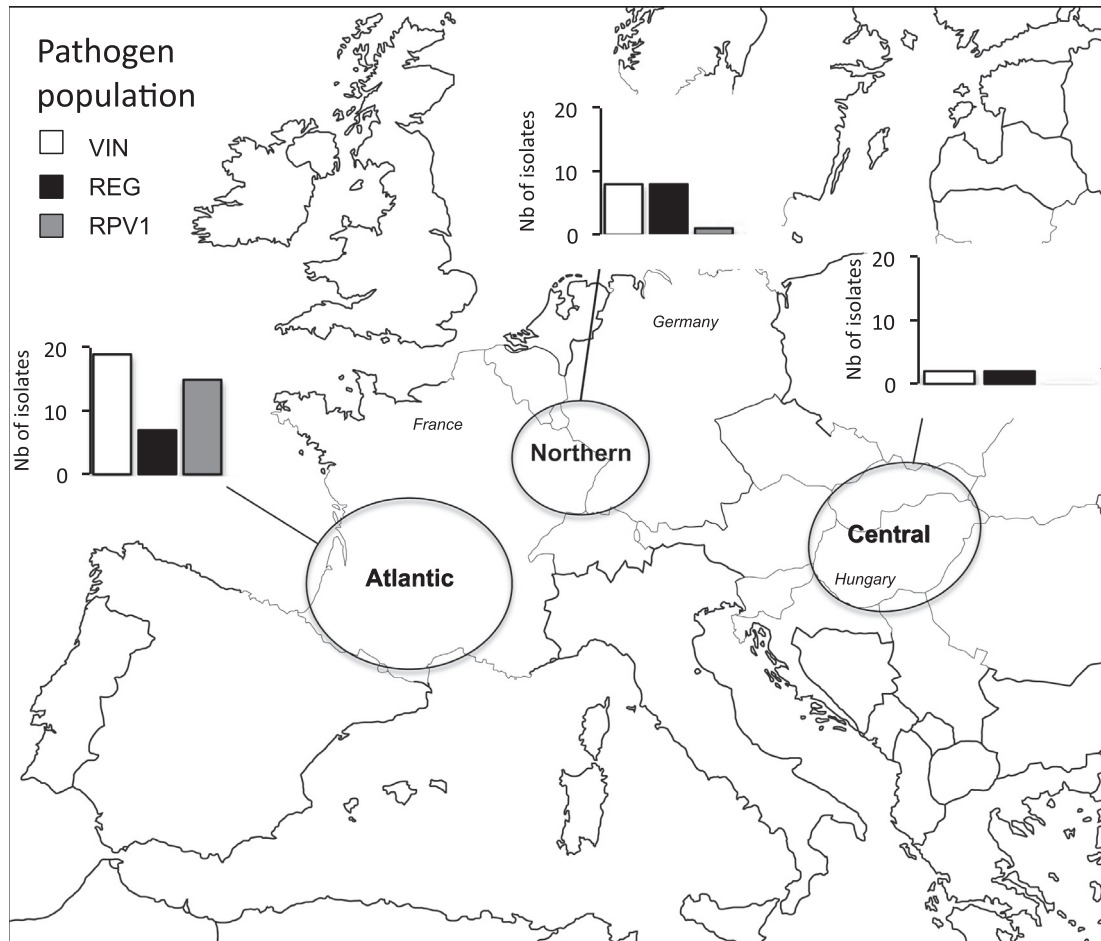 Pathogen
population
VIN
REG
RPV1
20
10
0
Nb of isolates
20
10
0
Nb of isolates
Germany
20
10
0
Nb of isolates
France
Northern
Central
Hungary
Atlantic